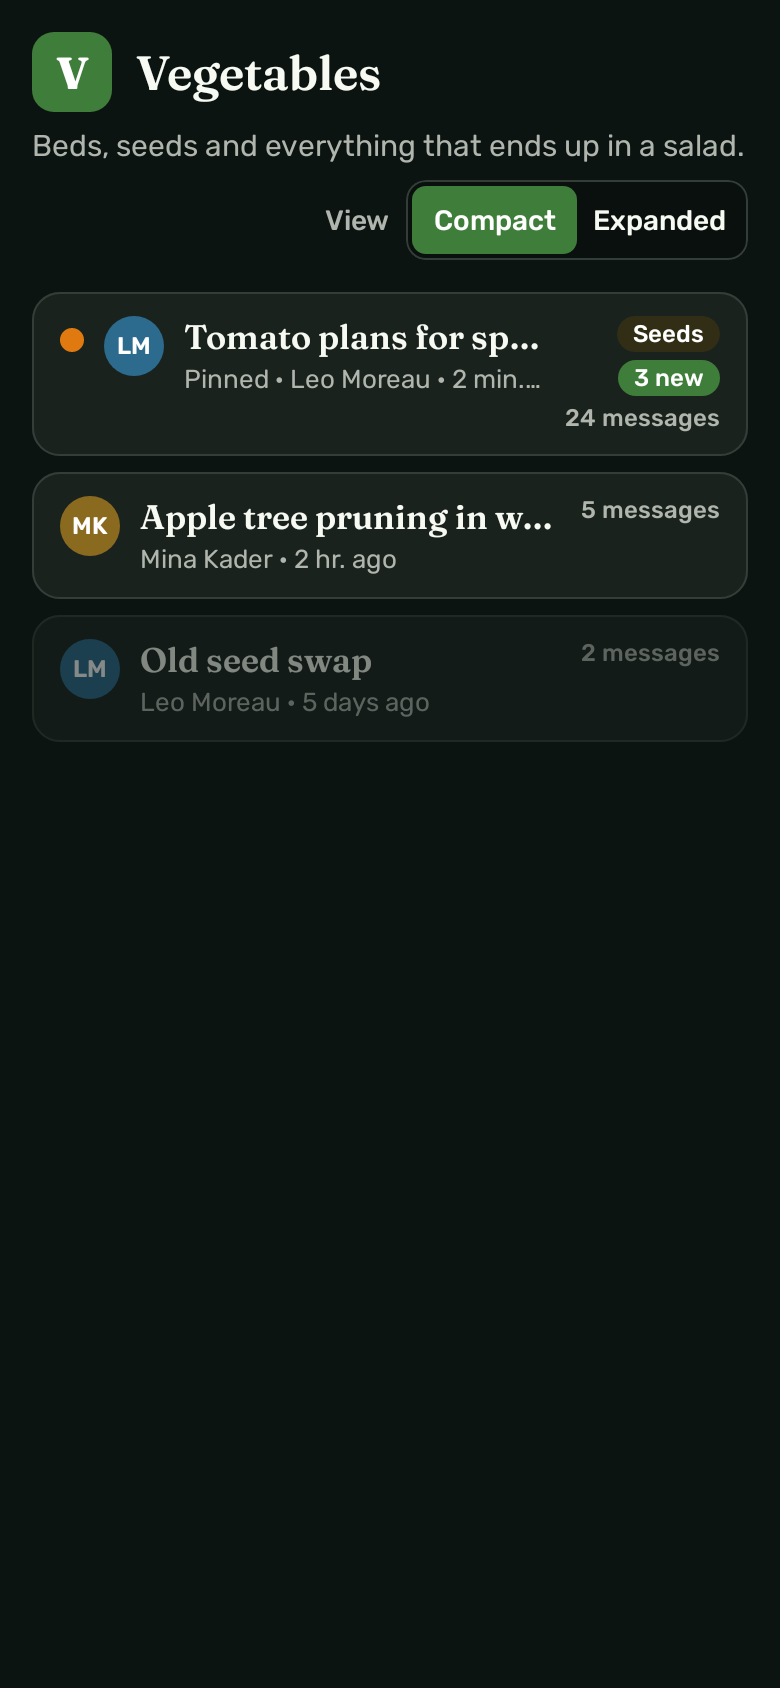 V Vegetables
Beds, seeds and everything that ends up in a salad.
View Compact Expanded
LM Tomato plans for sp... Seeds
Pinned • Leo Moreau • 2 min.... 3 new
24 messages
MK Apple tree pruning in w... 5 messages
Mina Kader • 2 hr. ago
LM Old seed swap 2 messages
Leo Moreau • 5 days ago